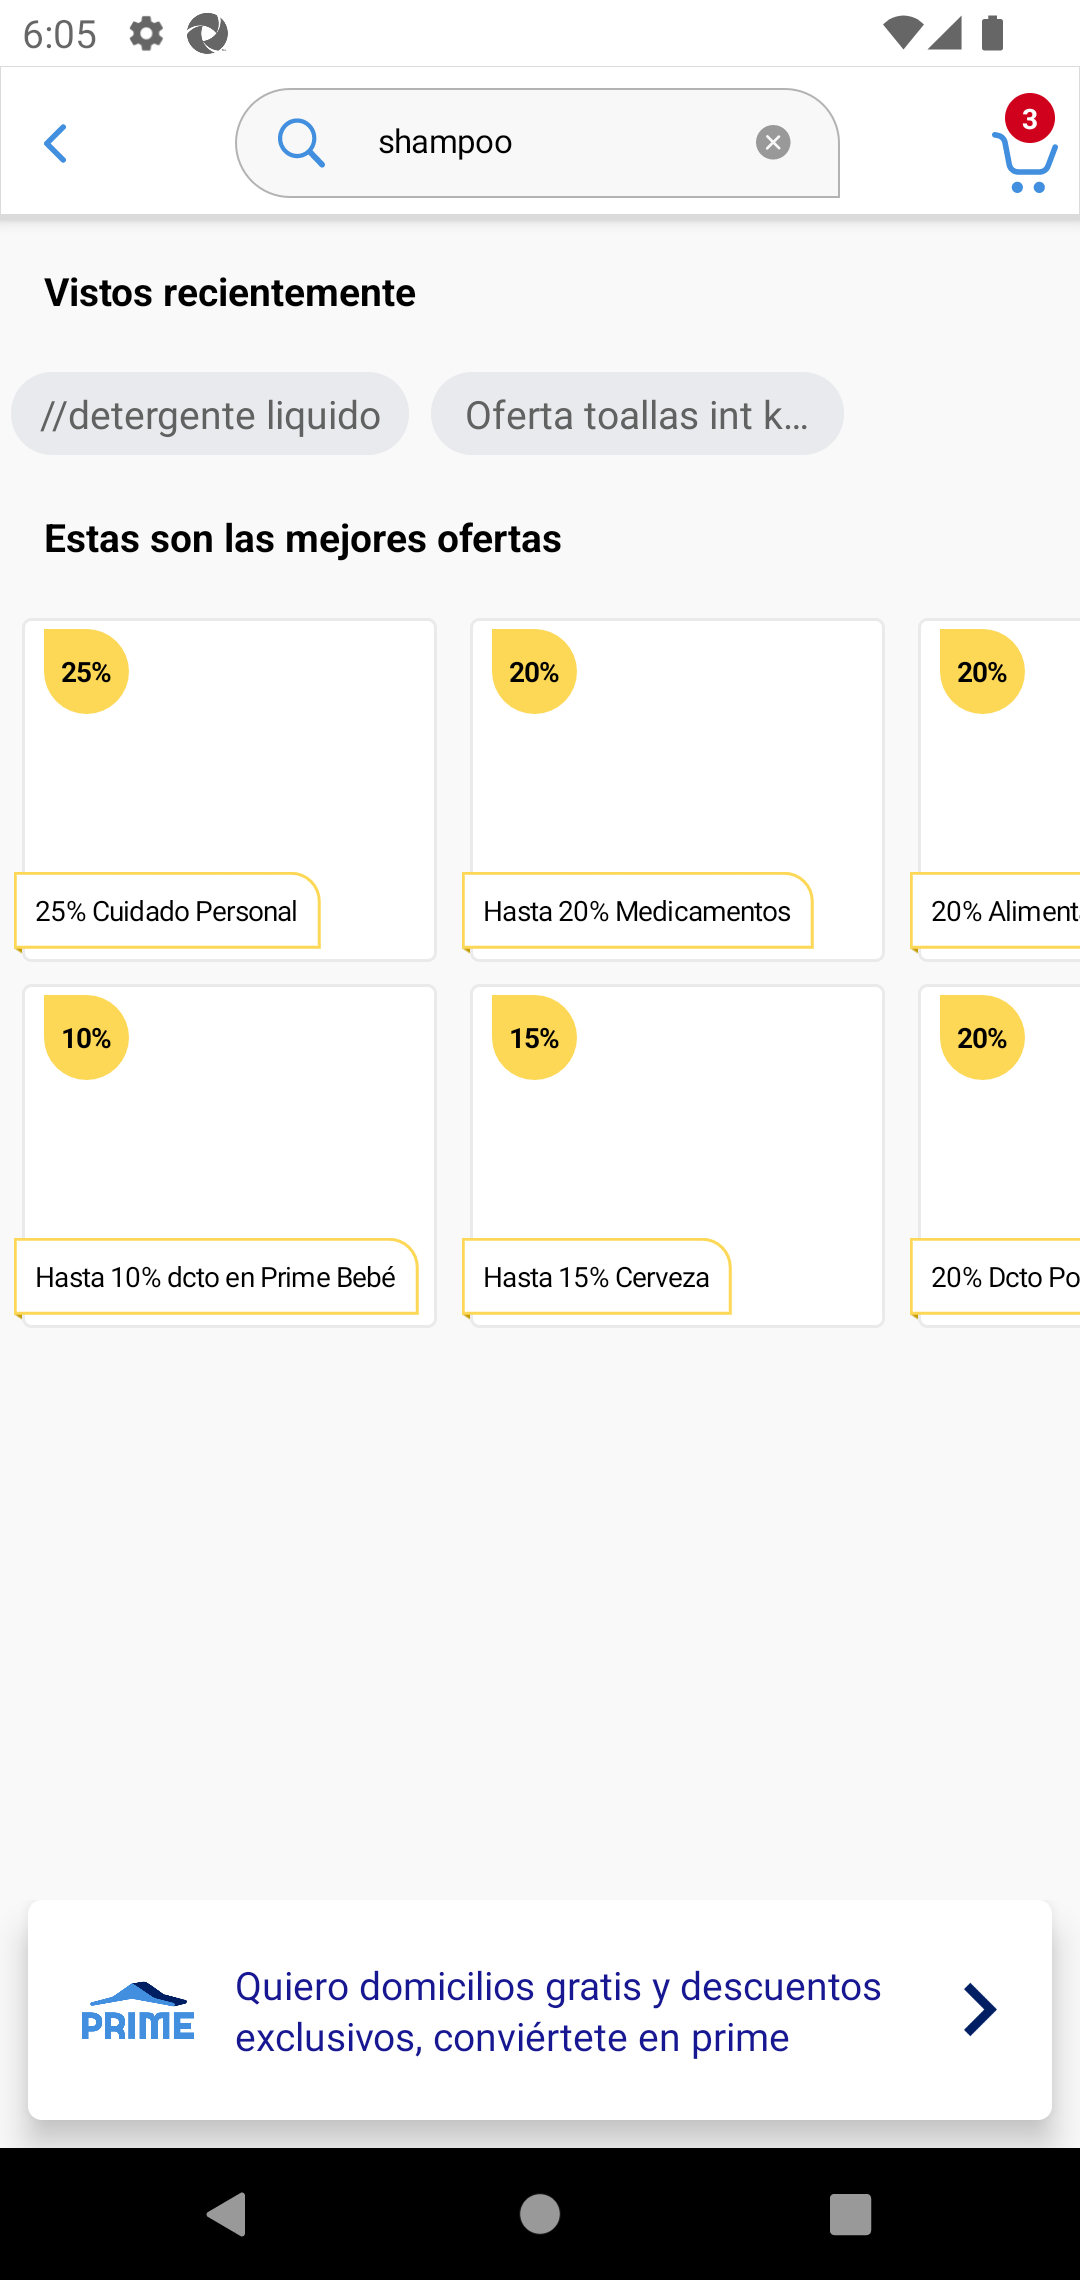 6:05
shampoo
3
Vistos recientemente
//detergente liquido
Oferta toallas int k...
Estas son las mejores ofertas
25%
20%
20%
25% Cuidado Personal
Hasta 20% Medicamentos
20% Aliment
10%
15%
20%
Hasta 10% dcto en Prime Bebé
Hasta 15% Cerveza
20% Dcto Po
PRIME
Quiero domicilios gratis y descuentos
exclusivos, conviértete en prime